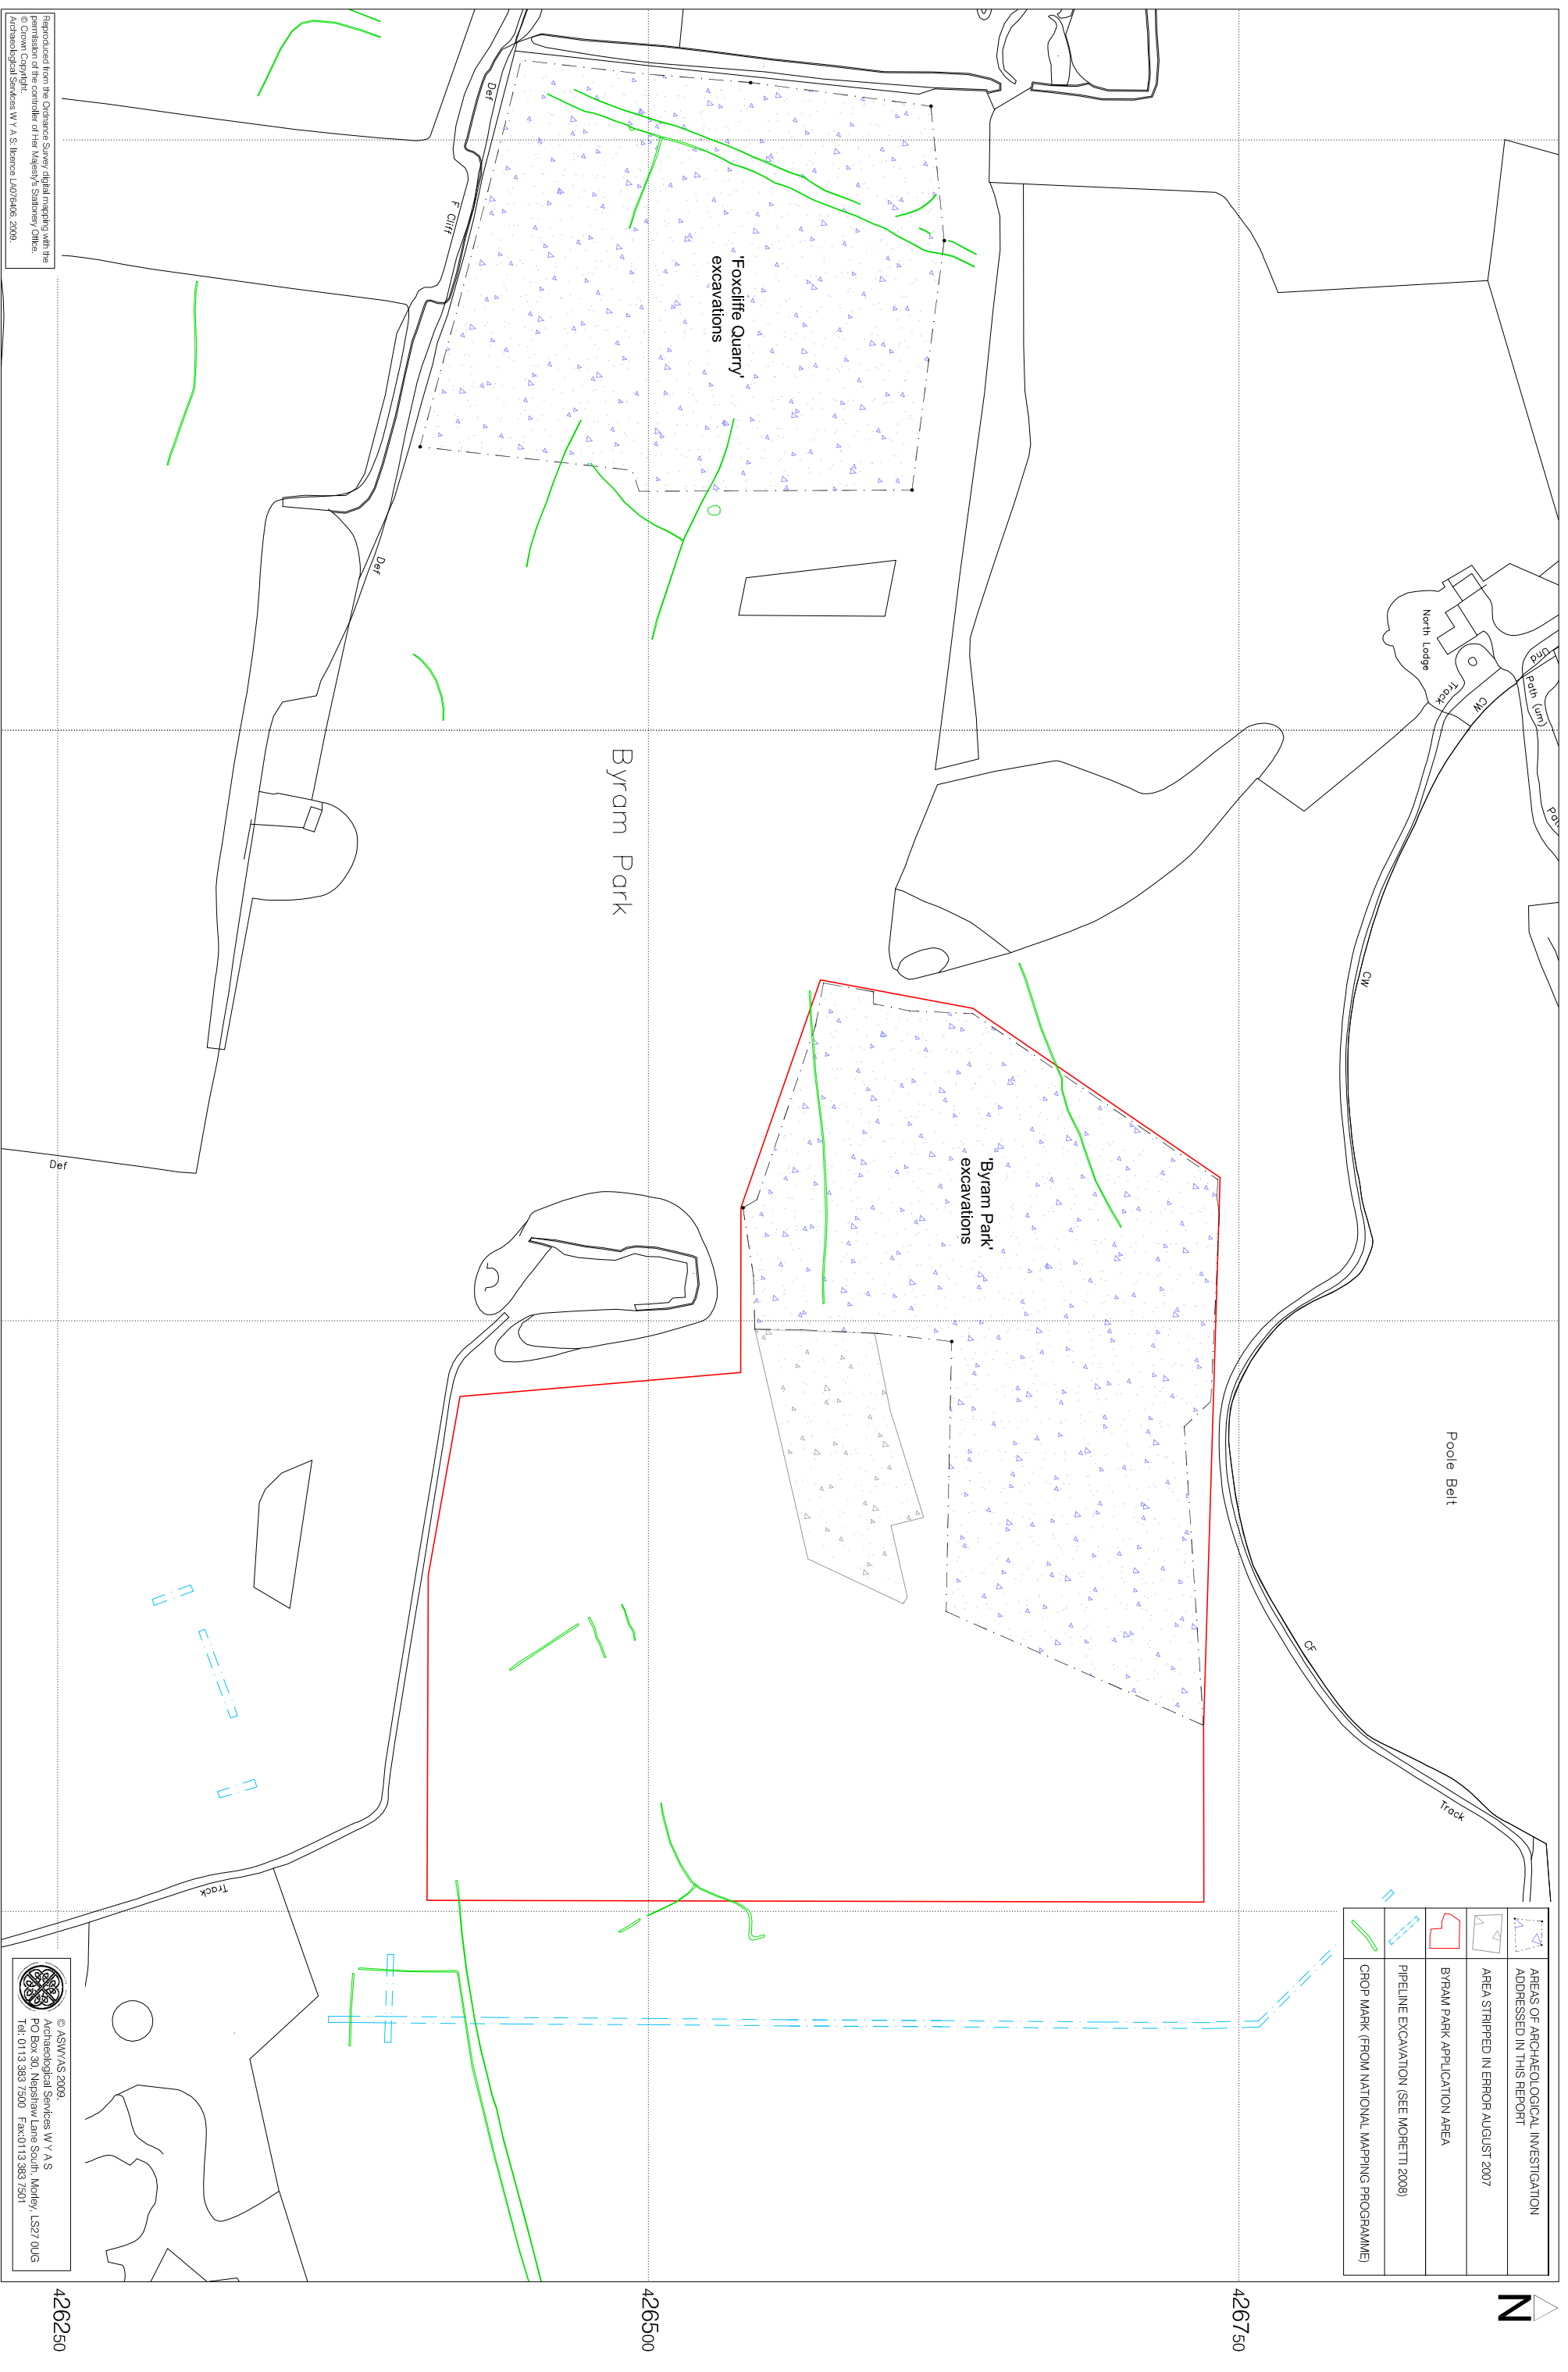 AREAS OF ARCHAEOLOGICAL INVESTIGATION
ADDRESSED IN THIS REPORT
AREA STRIPPED IN ERROR AUGUST 2007
BYRAM PARK APPLICATION AREA
PIPELINE EXCAVATION (SEE MORETTI 2008)
CROP MARK (FROM NATIONAL MAPPING PROGRAMME)
N
426750
426500
426250
Und
Path (um)
CW
Track
North Lodge
CW
Poole Belt
CF
Track
'Foxcliffe Quarry'
excavations
'Byram Park'
excavations
Byram Park
Def
F Cliff
Def
Def
Track
Reproduced from the Ordnance Survey digital mapping with the
permission of the controller of Her Majesty's Stationery Office.
© Crown Copyright.
Archaeological Services W Y A S: licence LA076406, 2009.
© ASWYAS 2009.
Archaeological Services W Y A S
PO Box 30, Nepshaw Lane South, Morley, LS27 0UG
Tel: 0113 383 7500 Fax:0113 383 7501